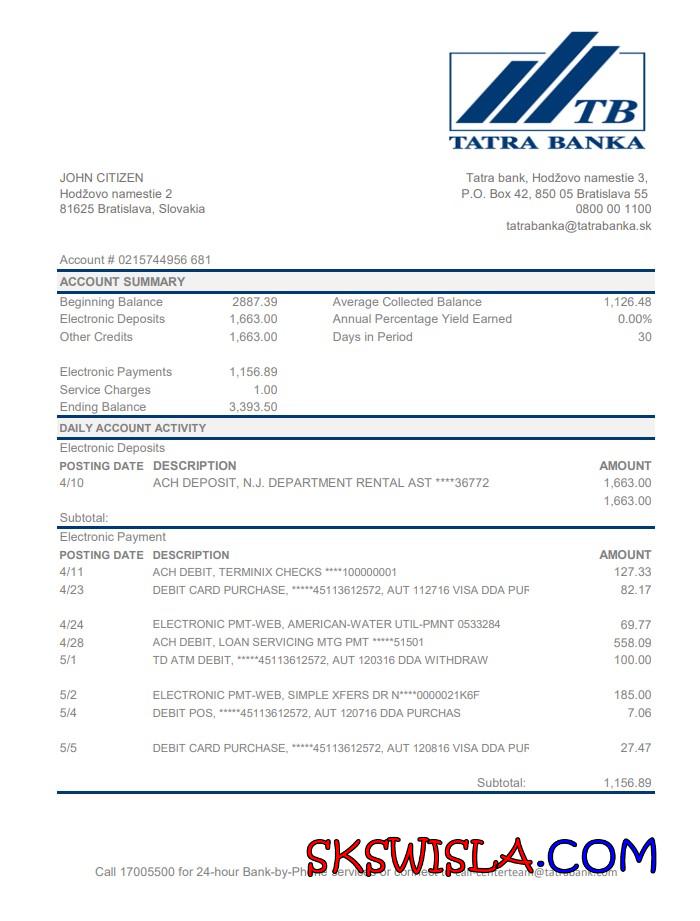 TB
TATRA BANKA
JOHN CITIZEN
Hodžovo namestie 2
81625 Bratislava, Slovakia
Tatra bank, Hodžovo namestie 3,
P.O. Box 42, 850 05 Bratislava 55
0800 00 1100
tatrabanka@tatrabanka.sk
Account # 0215744956 681
ACCOUNT SUMMARY
Beginning Balance 2887.39 Average Collected Balance 1,126.48
Electronic Deposits 1,663.00 Annual Percentage Yield Earned 0.00%
Other Credits 1,663.00 Days in Period 30
Electronic Payments 1,156.89
Service Charges 1.00
Ending Balance 3,393.50
DAILY ACCOUNT ACTIVITY
Electronic Deposits
POSTING DATE DESCRIPTION AMOUNT
4/10 ACH DEPOSIT, N.J. DEPARTMENT RENTAL AST ****36772 1,663.00
1,663.00
Subtotal:
Electronic Payment
POSTING DATE DESCRIPTION AMOUNT
4/11 ACH DEBIT, TERMINIX CHECKS ****100000001 127.33
4/23 DEBIT CARD PURCHASE, *****45113612572, AUT 112716 VISA DDA PUR 82.17
4/24 ELECTRONIC PMT-WEB, AMERICAN-WATER UTIL-PMNT 0533284 69.77
4/28 ACH DEBIT, LOAN SERVICING MTG PMT *****51501 558.09
5/1 TD ATM DEBIT, *****45113612572, AUT 120316 DDA WITHDRAW 100.00
5/2 ELECTRONIC PMT-WEB, SIMPLE XFERS DR N****0000021K6F 185.00
5/4 DEBIT POS, *****45113612572, AUT 120716 DDA PURCHAS 7.06
5/5 DEBIT CARD PURCHASE, *****45113612572, AUT 120816 VISA DDA PUR 27.47
Subtotal: 1,156.89
SKSWISLA.COM
Call 17005500 for 24-hour Bank-by-Phone services or connect to call-centerteam@tatrabank.com